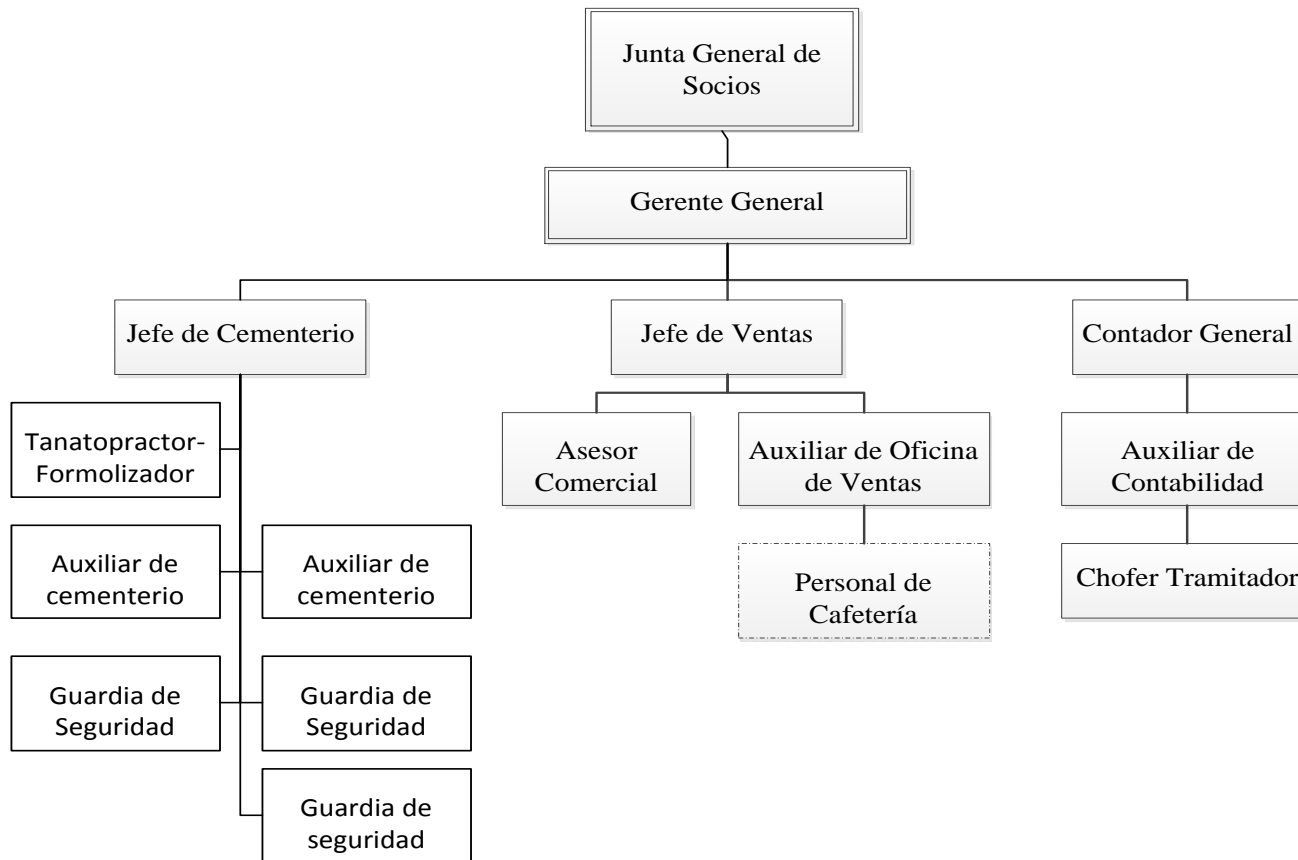 Junta General de
Socios
Gerente General
Jefe de Cementerio
Jefe de Ventas
Contador General
Tanatopractor-
Formolizador
Asesor
Comercial
Auxiliar de Oficina
de Ventas
Auxiliar de
Contabilidad
Auxiliar de
cementerio
Auxiliar de
cementerio
Personal de
Cafetería
Chofer Tramitador
Guardia de
Seguridad
Guardia de
Seguridad
Guardia de
seguridad